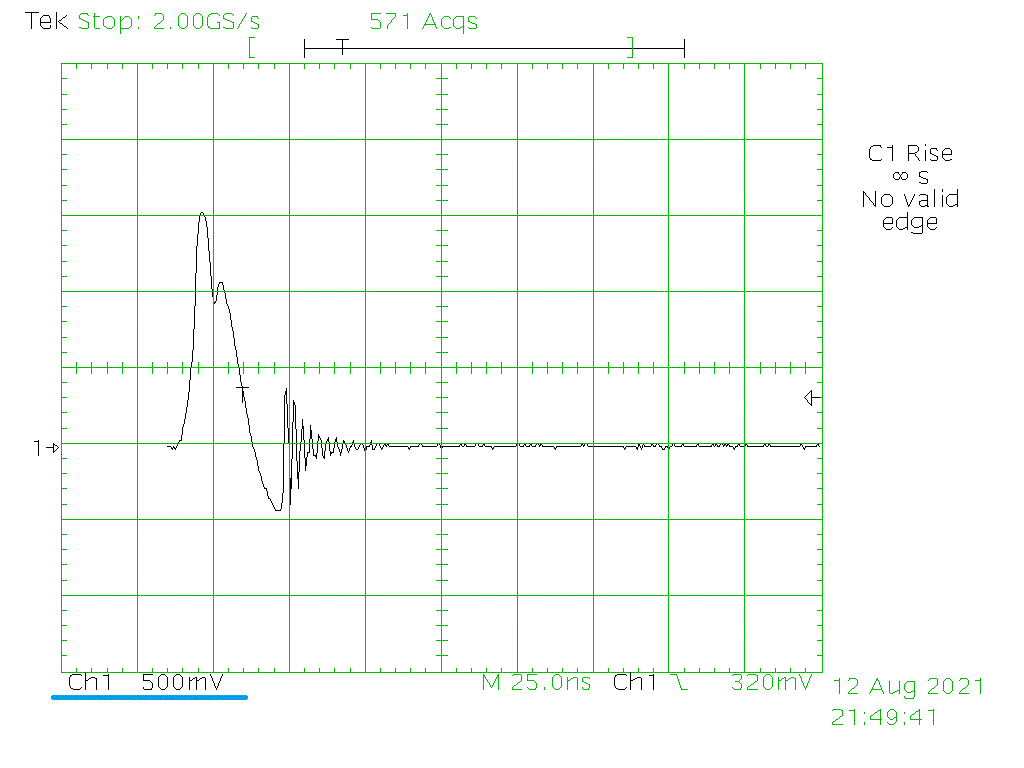 Tek Stop: 2.00GS/s 571 Acqs
[ T ]
C1 Rise
∞ s
No valid
edge
1
Ch1 500mV M 25.0ns Ch1 320mV
12 Aug 2021
21:49:41